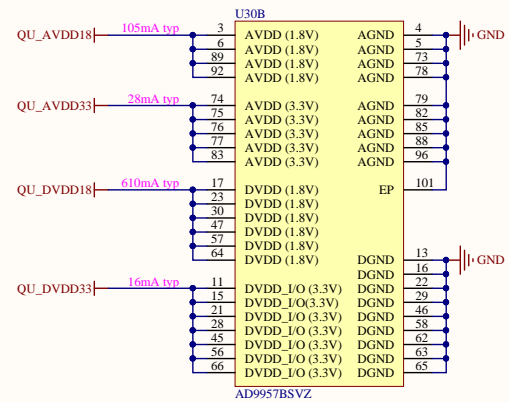 U30B
QU_AVDD18 105mA typ 3 AVDD (1.8V) AGND 4 GND
6 AVDD (1.8V) AGND 5
89 AVDD (1.8V) AGND 73
92 AVDD (1.8V) AGND 78
QU_AVDD33 28mA typ 74 AVDD (3.3V) AGND 79
75 AVDD (3.3V) AGND 82
76 AVDD (3.3V) AGND 85
77 AVDD (3.3V) AGND 88
83 AVDD (3.3V) AGND 96
QU_DVDD18 610mA typ 17 DVDD (1.8V) EP 101
23 DVDD (1.8V)
30 DVDD (1.8V)
47 DVDD (1.8V)
57 DVDD (1.8V)
64 DVDD (1.8V) DGND 13 GND
DGND 16
QU_DVDD33 16mA typ 11 DVDD_I/O (3.3V) DGND 22
15 DVDD_I/O(3.3V) DGND 29
21 DVDD_I/O (3.3V) DGND 46
28 DVDD_I/O (3.3V) DGND 58
45 DVDD_I/O (3.3V) DGND 62
56 DVDD_I/O (3.3V) DGND 63
66 DVDD_I/O (3.3V) DGND 65
AD9957BSVZ